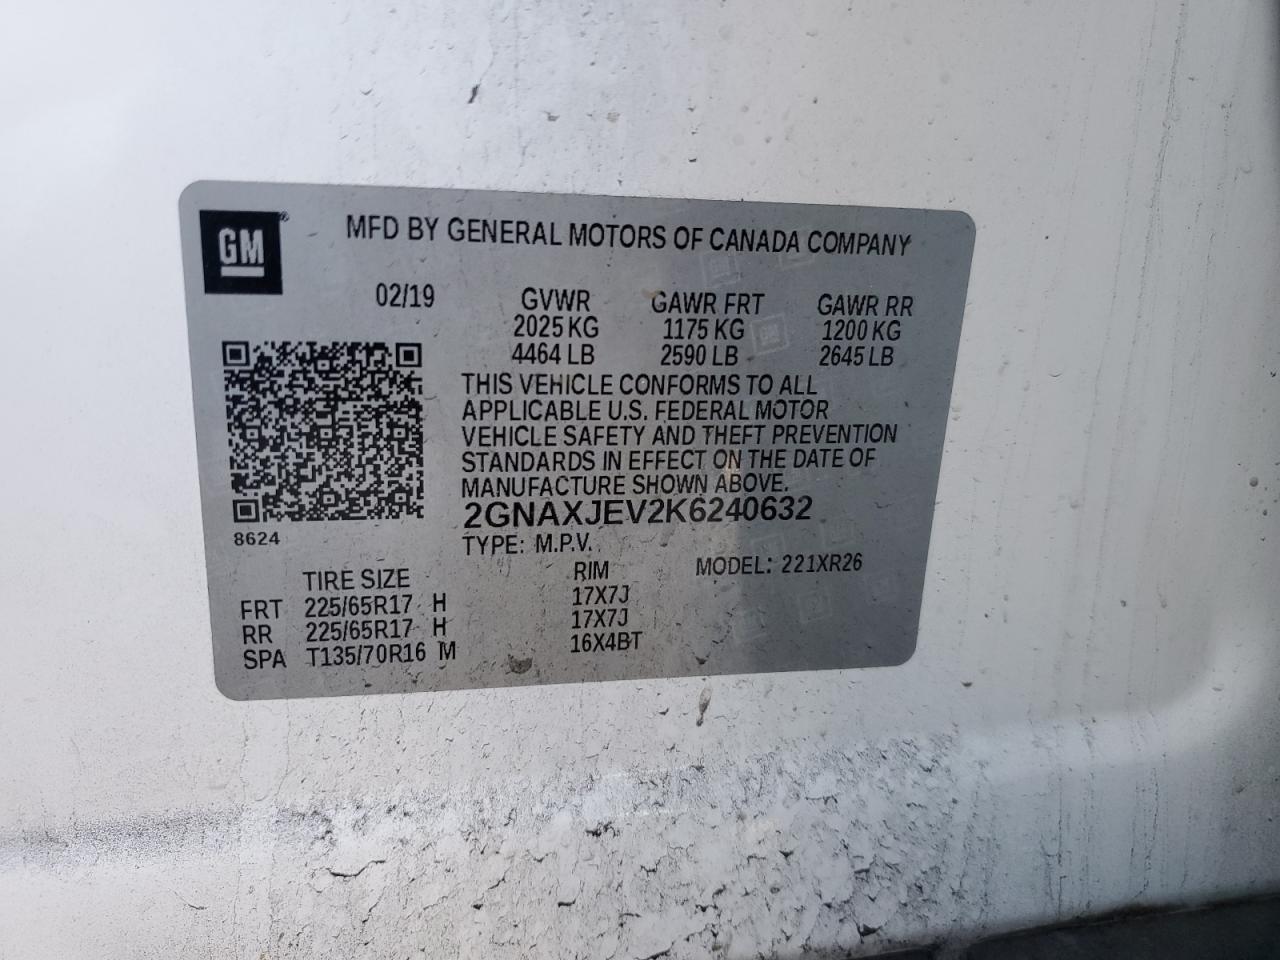 GM ®
MFD BY GENERAL MOTORS OF CANADA COMPANY
02/19 GVWR GAWR FRT GAWR RR
2025 KG 1175 KG 1200 KG
4464 LB 2590 LB 2645 LB
THIS VEHICLE CONFORMS TO ALL
APPLICABLE U.S. FEDERAL MOTOR
VEHICLE SAFETY AND THEFT PREVENTION
STANDARDS IN EFFECT ON THE DATE OF
MANUFACTURE SHOWN ABOVE.
2GNAXJEV2K6240632
8624 TYPE: M.P.V. MODEL: 221XR26
TIRE SIZE RIM
FRT 225/65R17 H 17X7J
RR 225/65R17 H 17X7J
SPA T135/70R16 M 16X4BT